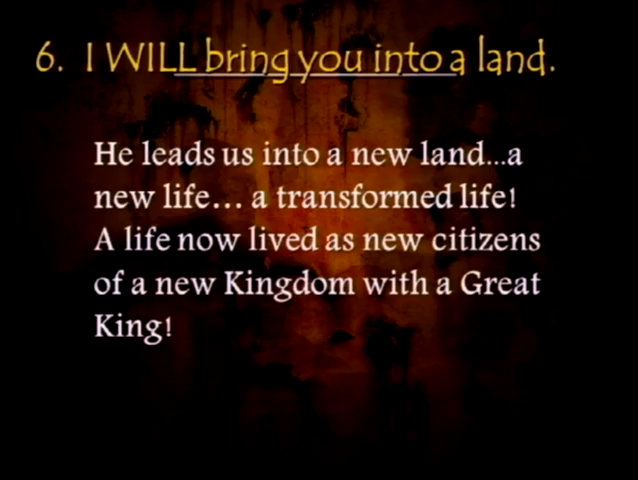 6. I WILL bring you into a land.
He leads us into a new land...a
new life... a transformed life!
A life now lived as new citizens
of a new Kingdom with a Great
King!